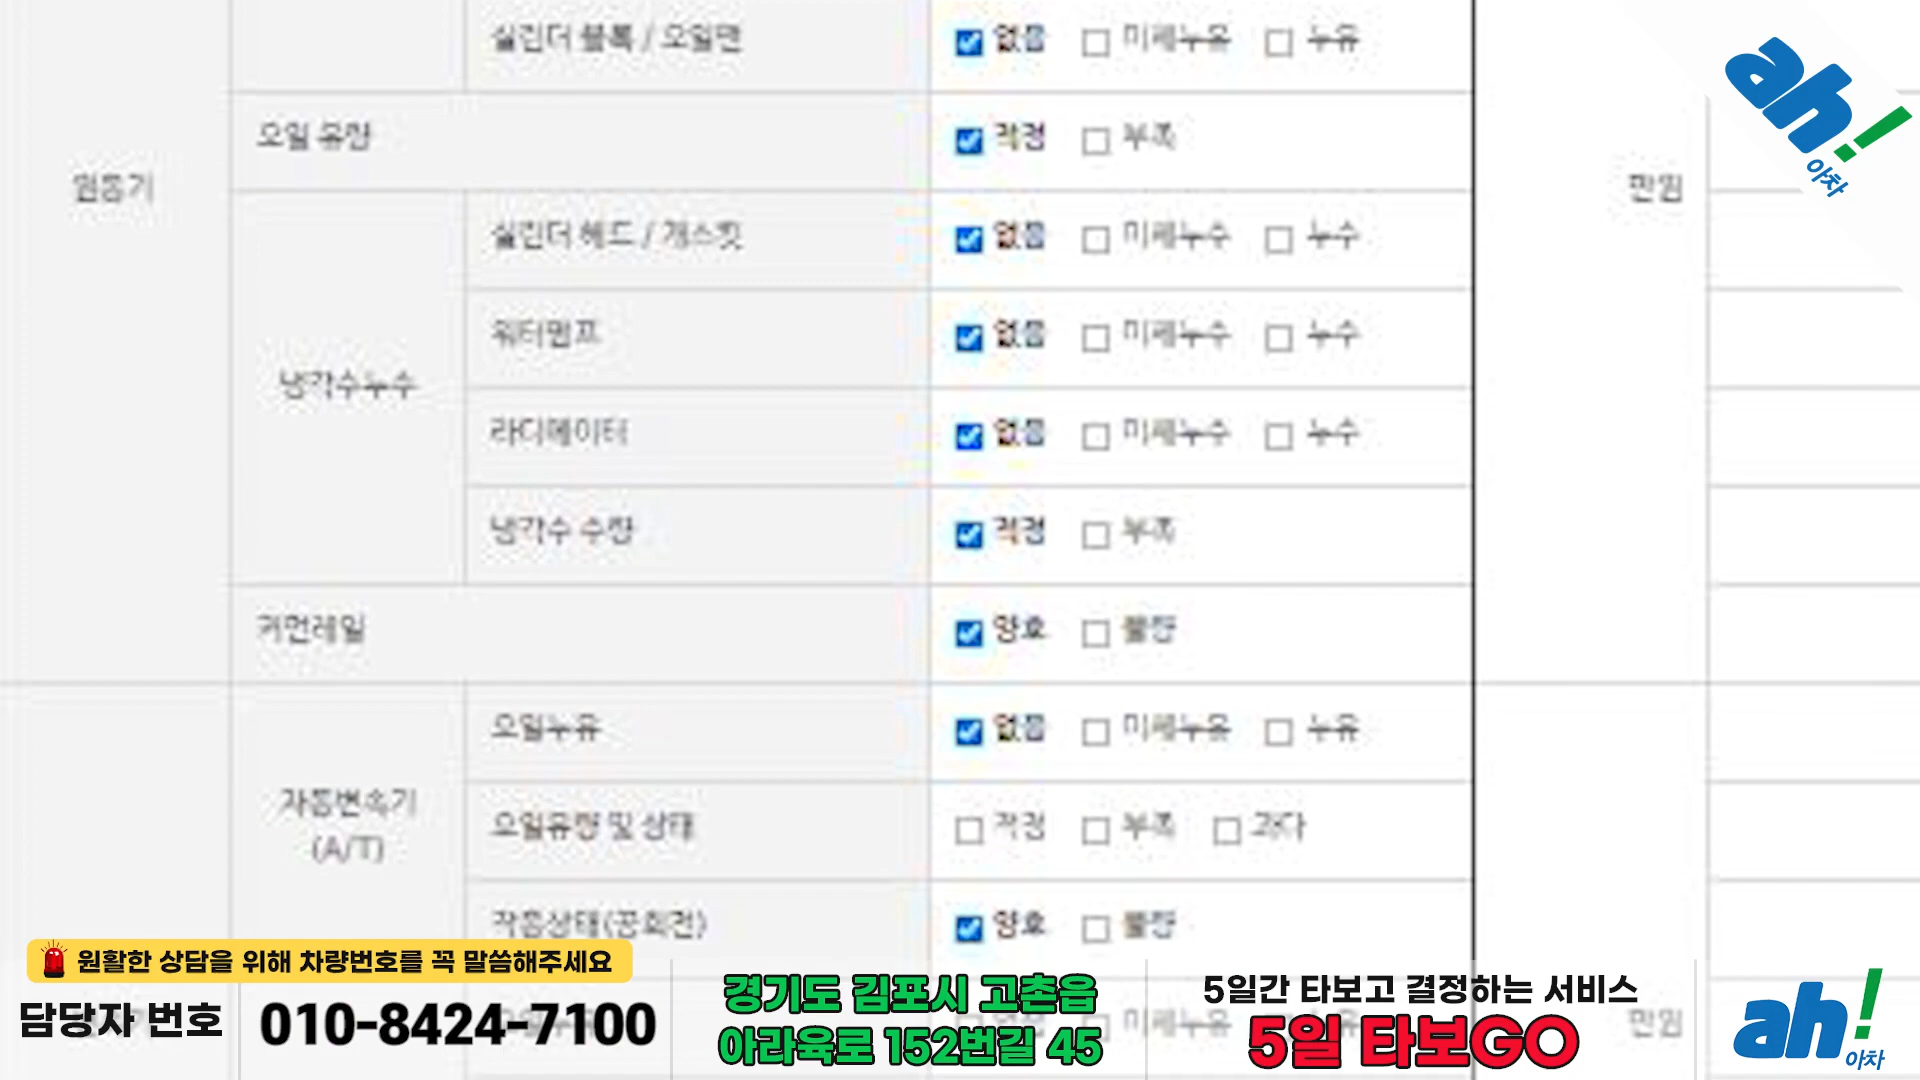 실린더 블록 / 오일팬 없음 미세누유 누유
오일 유량 적정 부족
원동기
만원
실린더 헤드 / 개스킷 없음 미세누수 누수
워터펌프 없음 미세누수 누수
냉각수누수
라디에이터 없음 미세누수 누수
냉각수 수량 적정 부족
커먼레일 양호 불량
오일누유 없음 미세누유 누유
자동변속기
(A/T)
오일유량 및 상태 적정 부족 과다
작동상태(공회전) 양호 불량
ah!
아차
원활한 상담을 위해 차량번호를 꼭 말씀해주세요
담당자 번호
010-8424-7100
경기도 김포시 고촌읍
아라육로 152번길 45
5일간 타보고 결정하는 서비스
5일 타보GO
미세누유
만원
ah!
아차